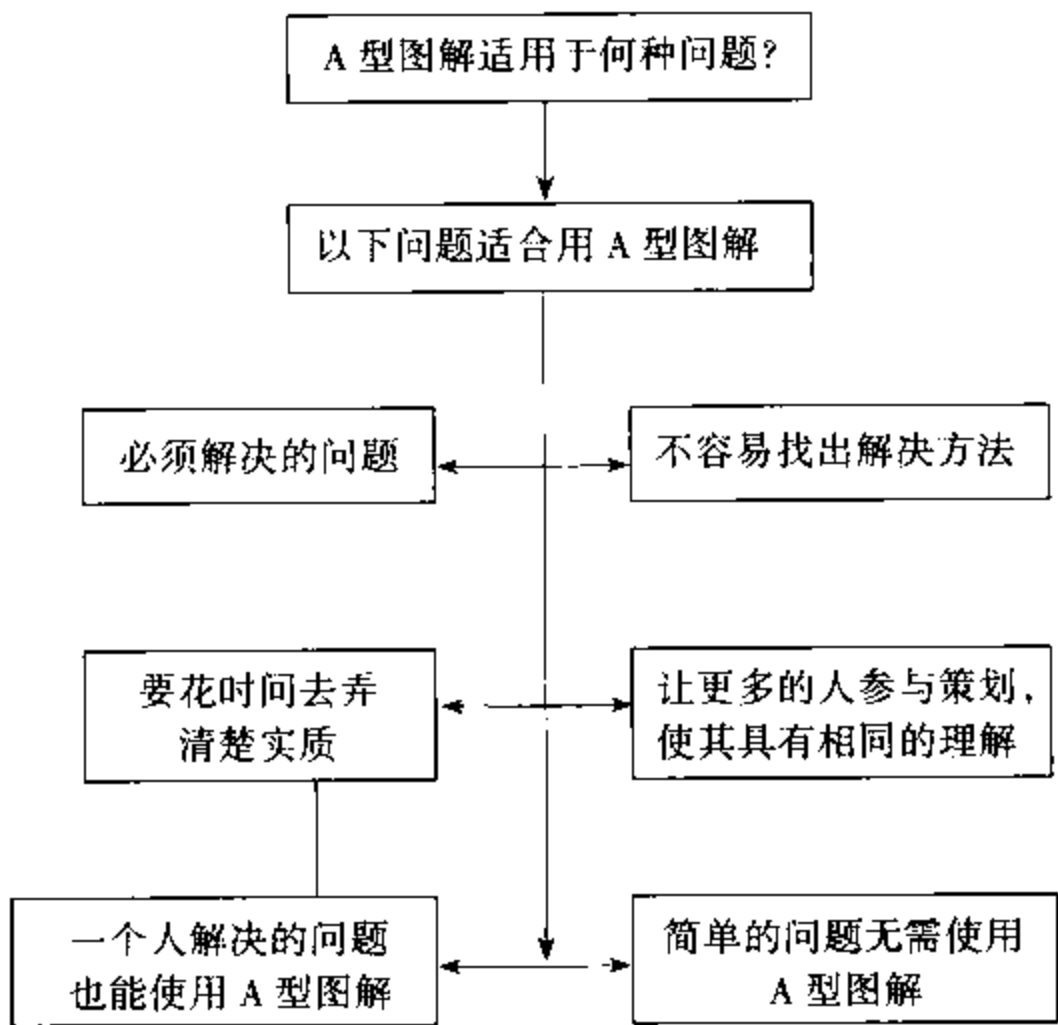 A 型图解适用于何种问题?
以下问题适合用 A 型图解
必须解决的问题
不容易找出解决方法
要花时间去弄
清楚实质
让更多的人参与策划，
使其具有相同的理解
一个人解决的问题
也能使用 A 型图解
简单的问题无需使用
A 型图解